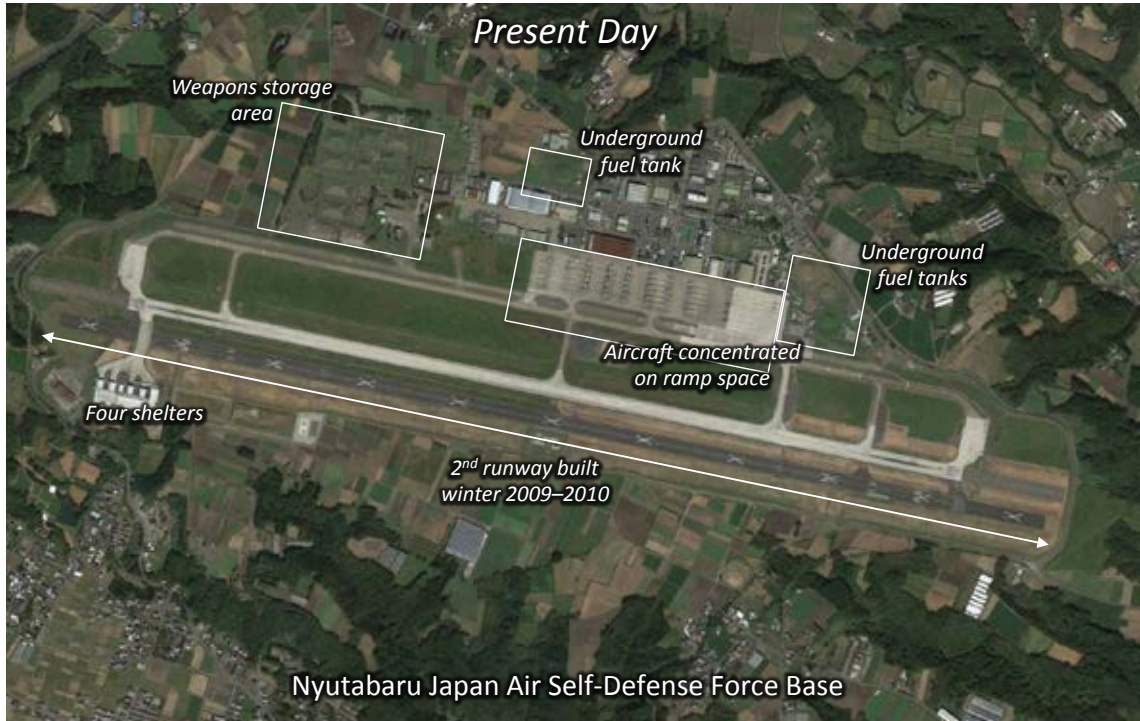 Present Day
Weapons storage
area
Underground
fuel tank
Underground
fuel tanks
Aircraft concentrated
on ramp space
Four shelters
2nd runway built
winter 2009–2010
Nyutabaru Japan Air Self-Defense Force Base